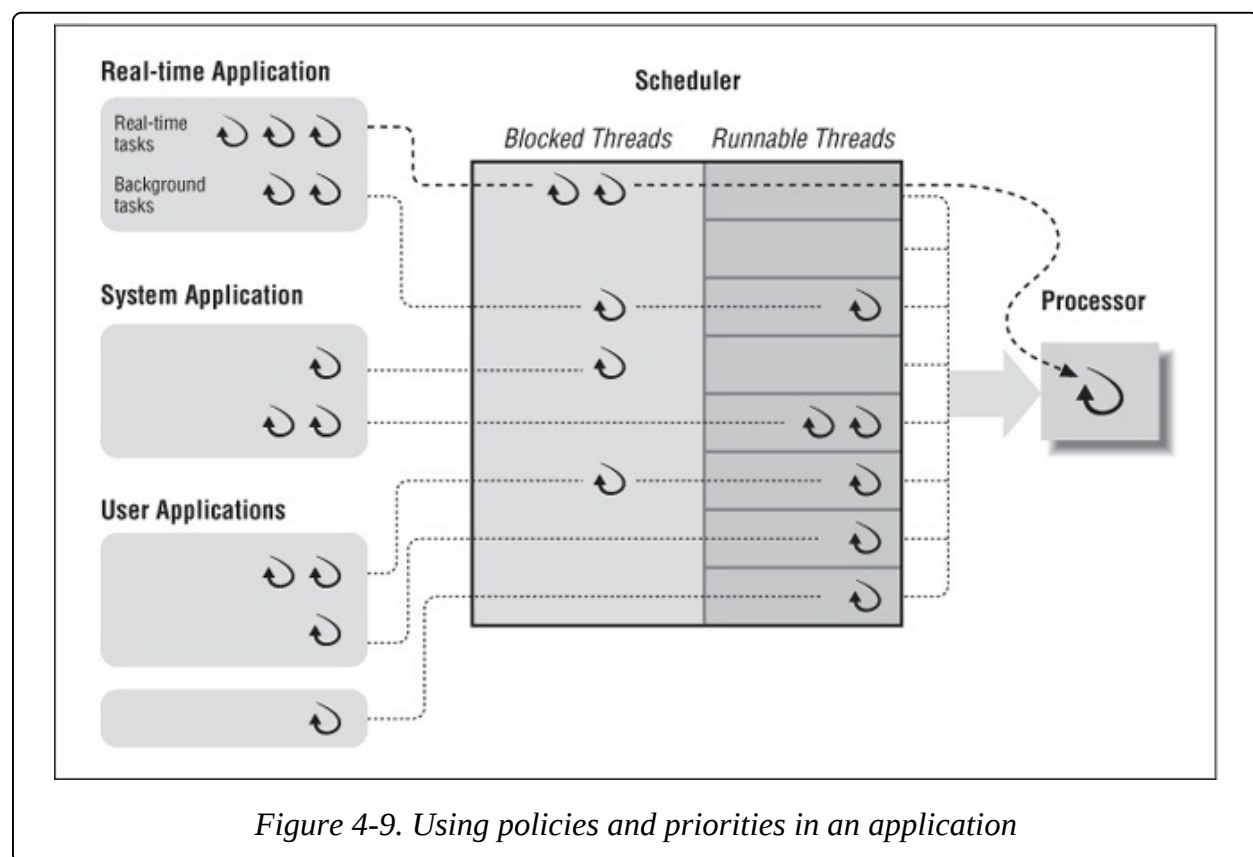 Real-time Application
Real-time
tasks
Background
tasks
System Application
User Applications
Scheduler
Blocked Threads
Runnable Threads
Processor
Figure 4-9. Using policies and priorities in an application